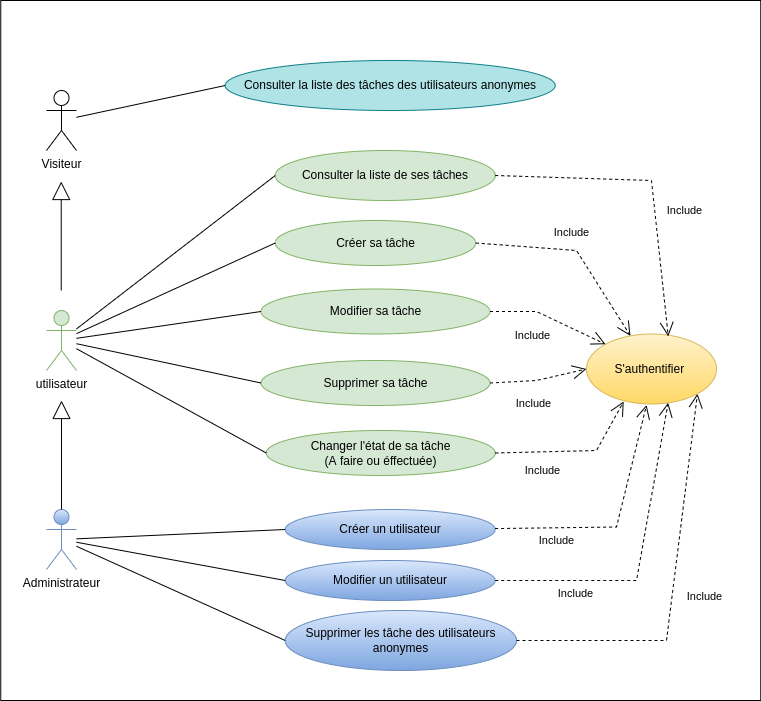 Consulter la liste des tâches des utilisateurs anonymes
Visiteur
Consulter la liste de ses tâches
Include
Créer sa tâche
Include
Modifier sa tâche
Include
utilisateur
Supprimer sa tâche
Include
S'authentifier
Changer l'état de sa tâche
(A faire ou éffectuée)
Include
Administrateur
Créer un utilisateur
Include
Modifier un utilisateur
Include
Supprimer les tâche des utilisateurs
anonymes
Include